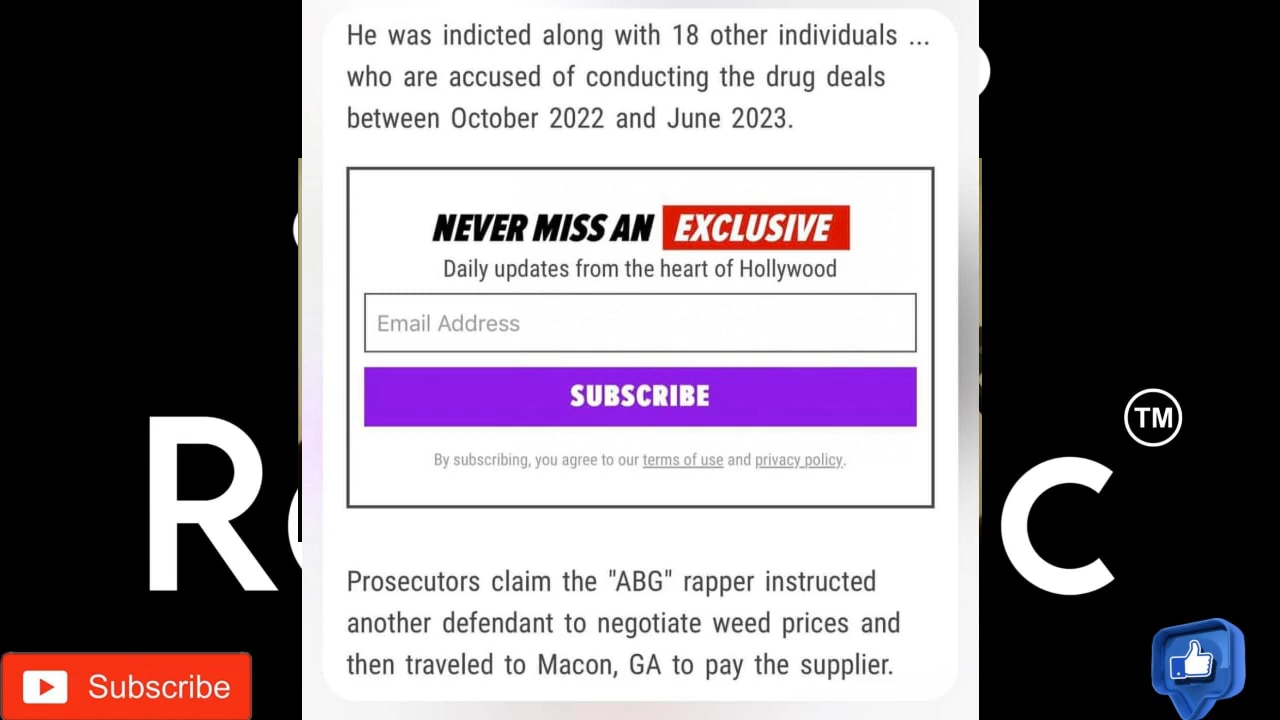 He was indicted along with 18 other individuals ...
who are accused of conducting the drug deals
between October 2022 and June 2023.
NEVER MISS AN EXCLUSIVE
Daily updates from the heart of Hollywood
Email Address
SUBSCRIBE
By subscribing, you agree to our terms of use and privacy policy.
Prosecutors claim the "ABG" rapper instructed
another defendant to negotiate weed prices and
then traveled to Macon, GA to pay the supplier.
TM
Subscribe